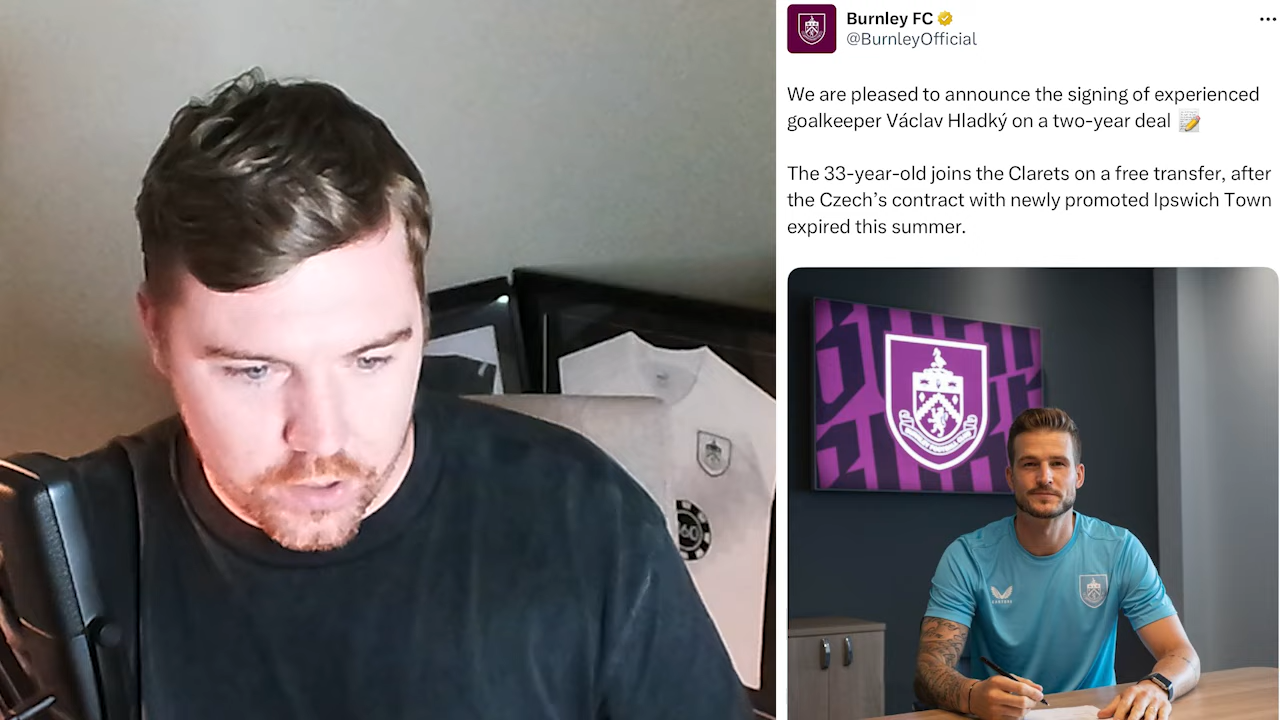 Burnley FC
@BurnleyOfficial
We are pleased to announce the signing of experienced
goalkeeper Václav Hladký on a two-year deal
The 33-year-old joins the Clarets on a free transfer, after
the Czech's contract with newly promoted Ipswich Town
expired this summer.